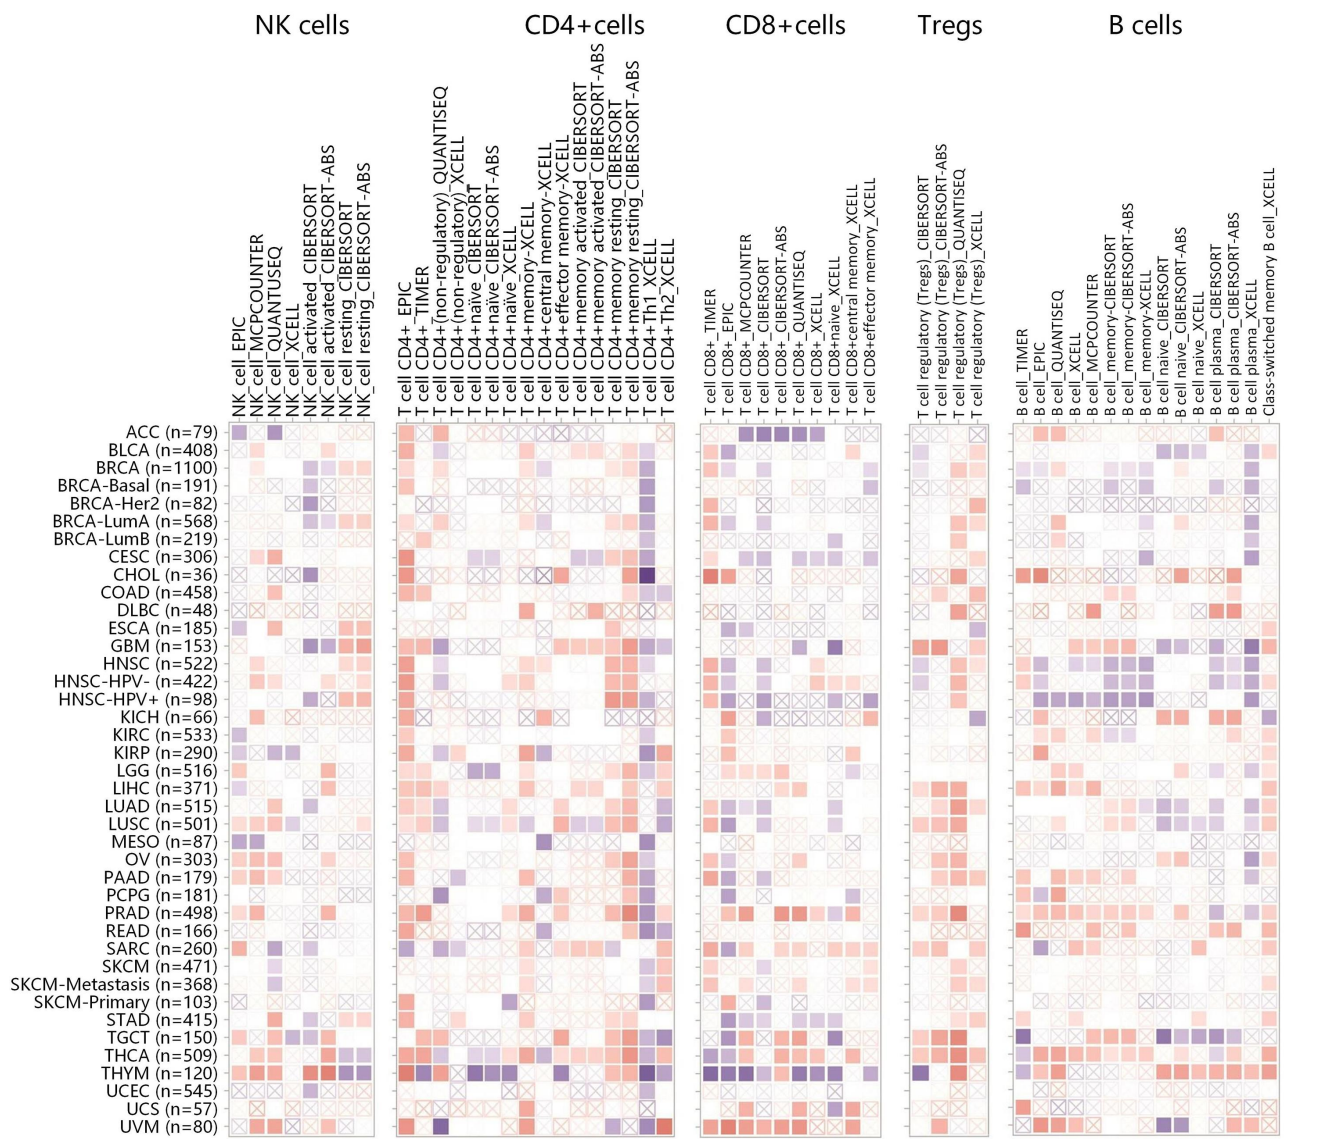 NK cells
CD4+cells
CD8+cells
Tregs
B cells
NK cell_EPIC
NK cell_MCPCOUNTER
NK cell_QUANTUSEQ
NK cell_XCELL
NK cell activated_CIBERSORT
NK cell activated_CIBERSORT-ABS
NK cell resting_CIBERSORT
NK cell resting_CIBERSORT-ABS
T cell CD4+_EPIC
T cell CD4+_TIMER
T cell CD4+(non-regulatory)_QUANTISEQ
T cell CD4+(non-regulatory)_XCELL
T cell CD4+naïve_CIBERSORT
T cell CD4+naïve_CIBERSORT-ABS
T cell CD4+naïve_XCELL
T cell CD4+memory-XCELL
T cell CD4+central memory-XCELL
T cell CD4+effector memory-XCELL
T cell CD4+memory activated_CIBERSORT
T cell CD4+memory activated_CIBERSORT-ABS
T cell CD4+memory resting_CIBERSORT
T cell CD4+memory resting_CIBERSORT-ABS
T cell CD4+Th1_XCELL
T cell CD4+Th2_XCELL
T cell CD8+_TIMER
T cell CD8+_EPIC
T cell CD8+_MCPCOUNTER
T cell CD8+_CIBERSORT
T cell CD8+_CIBERSORT-ABS
T cell CD8+_QUANTISEQ
T cell CD8+_XCELL
T cell CD8+naive_XCELL
T cell CD8+central memory_XCELL
T cell CD8+effector memory_XCELL
T cell regulatory (Tregs)_CIBERSORT
T cell regulatory (Tregs)_CIBERSORT-ABS
T cell regulatory (Tregs)_QUANTISEQ
T cell regulatory (Tregs)_XCELL
B cell_TIMER
B cell_EPIC
B cell_QUANTISEQ
B cell_XCELL
B cell_MCPCOUNTER
B cell_memory-CIBERSORT
B cell_memory-CIBERSORT-ABS
B cell_memory-XCELL
B cell naive_CIBERSORT
B cell naive_CIBERSORT-ABS
B cell naive_XCELL
B cell plasma_CIBERSORT
B cell plasma_CIBERSORT-ABS
B cell plasma_XCELL
Class-switched memory B cell_XCELL
ACC (n=79)
BLCA (n=408)
BRCA (n=1100)
BRCA-Basal (n=191)
BRCA-Her2 (n=82)
BRCA-LumA (n=568)
BRCA-LumB (n=219)
CESC (n=306)
CHOL (n=36)
COAD (n=458)
DLBC (n=48)
ESCA (n=185)
GBM (n=153)
HNSC (n=522)
HNSC-HPV- (n=422)
HNSC-HPV+ (n=98)
KICH (n=66)
KIRC (n=533)
KIRP (n=290)
LGG (n=516)
LIHC (n=371)
LUAD (n=515)
LUSC (n=501)
MESO (n=87)
OV (n=303)
PAAD (n=179)
PCPG (n=181)
PRAD (n=498)
READ (n=166)
SARC (n=260)
SKCM (n=471)
SKCM-Metastasis (n=368)
SKCM-Primary (n=103)
STAD (n=415)
TGCT (n=150)
THCA (n=509)
THYM (n=120)
UCEC (n=545)
UCS (n=57)
UVM (n=80)